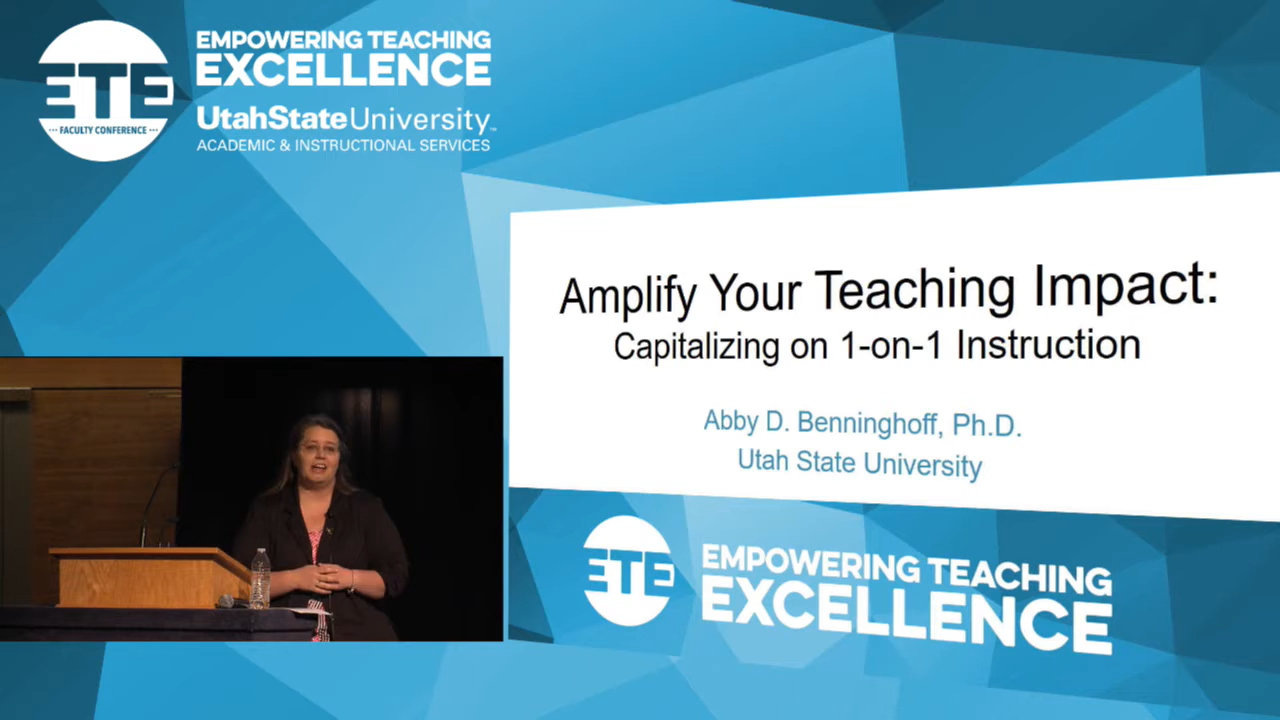 ETE
FACULTY CONFERENCE
EMPOWERING TEACHING
EXCELLENCE
UtahStateUniversity™
ACADEMIC & INSTRUCTIONAL SERVICES
Amplify Your Teaching Impact:
Capitalizing on 1-on-1 Instruction
Abby D. Benninghoff, Ph.D.
Utah State University
ETE
EMPOWERING TEACHING
EXCELLENCE